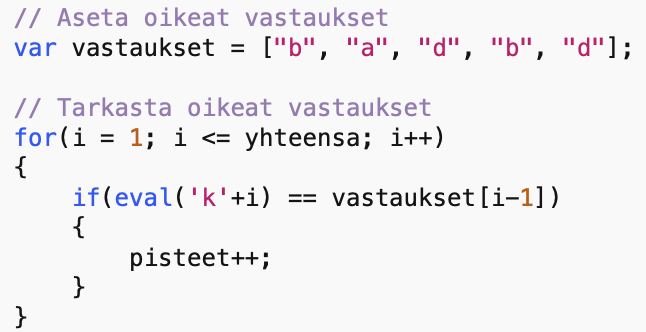 // Aseta oikeat vastaukset
var vastaukset = ["b", "a", "d", "b", "d"];

// Tarkasta oikeat vastaukset
for(i = 1; i <= yhteensa; i++)
{
    if(eval('k'+i) == vastaukset[i-1])
    {
        pisteet++;
    }
}